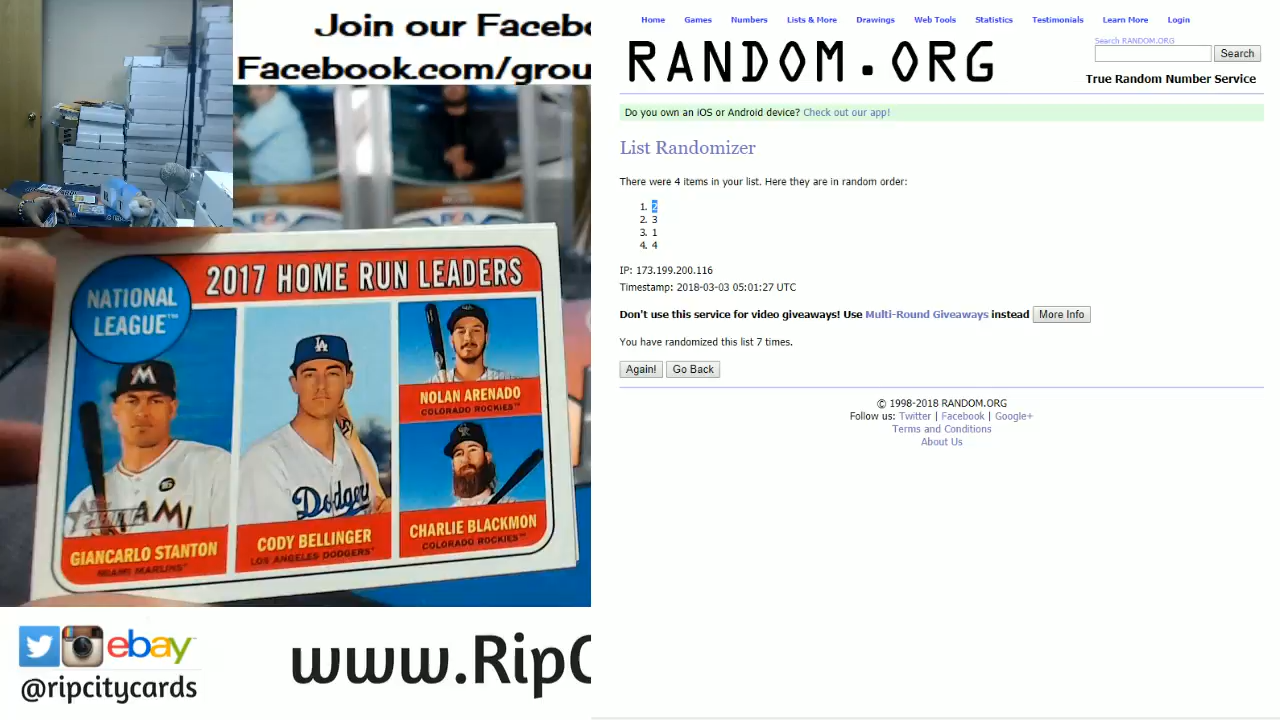 Join our Facebo
Facebook.com/grou
2017 HOME RUN LEADERS
NATIONAL
LEAGUE™
NOLAN ARENADO
COLORADO ROCKIES™
CHARLIE BLACKMON
COLORADO ROCKIES™
CODY BELLINGER
LOS ANGELES DODGERS™
GIANCARLO STANTON
MIAMI MARLINS™
Dodgers
M
ebay™
@ripcitycards
www.RipC
Home Games Numbers Lists & More Drawings Web Tools Statistics Testimonials Learn More Login
Search RANDOM.ORG
RANDOM.ORG
Search
True Random Number Service
Do you own an iOS or Android device? Check out our app!
List Randomizer
There were 4 items in your list. Here they are in random order:
1. 2
2. 3
3. 1
4. 4
IP: 173.199.200.116
Timestamp: 2018-03-03 05:01:27 UTC
Don't use this service for video giveaways! Use Multi-Round Giveaways instead More Info
You have randomized this list 7 times.
Again! Go Back
© 1998-2018 RANDOM.ORG
Follow us: Twitter | Facebook | Google+
Terms and Conditions
About Us